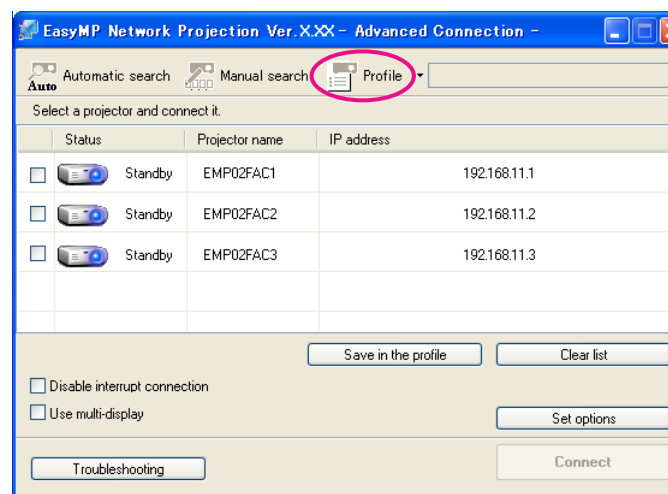 EasyMP Network Projection Ver.X.XX – Advanced Connection –
Auto Automatic search Manual search Profile
Select a projector and connect it.
Status Projector name IP address
Standby EMP02FAC1 192.168.11.1
Standby EMP02FAC2 192.168.11.2
Standby EMP02FAC3 192.168.11.3
Save in the profile Clear list
Disable interrupt connection
Use multi-display
Set options
Troubleshooting Connect